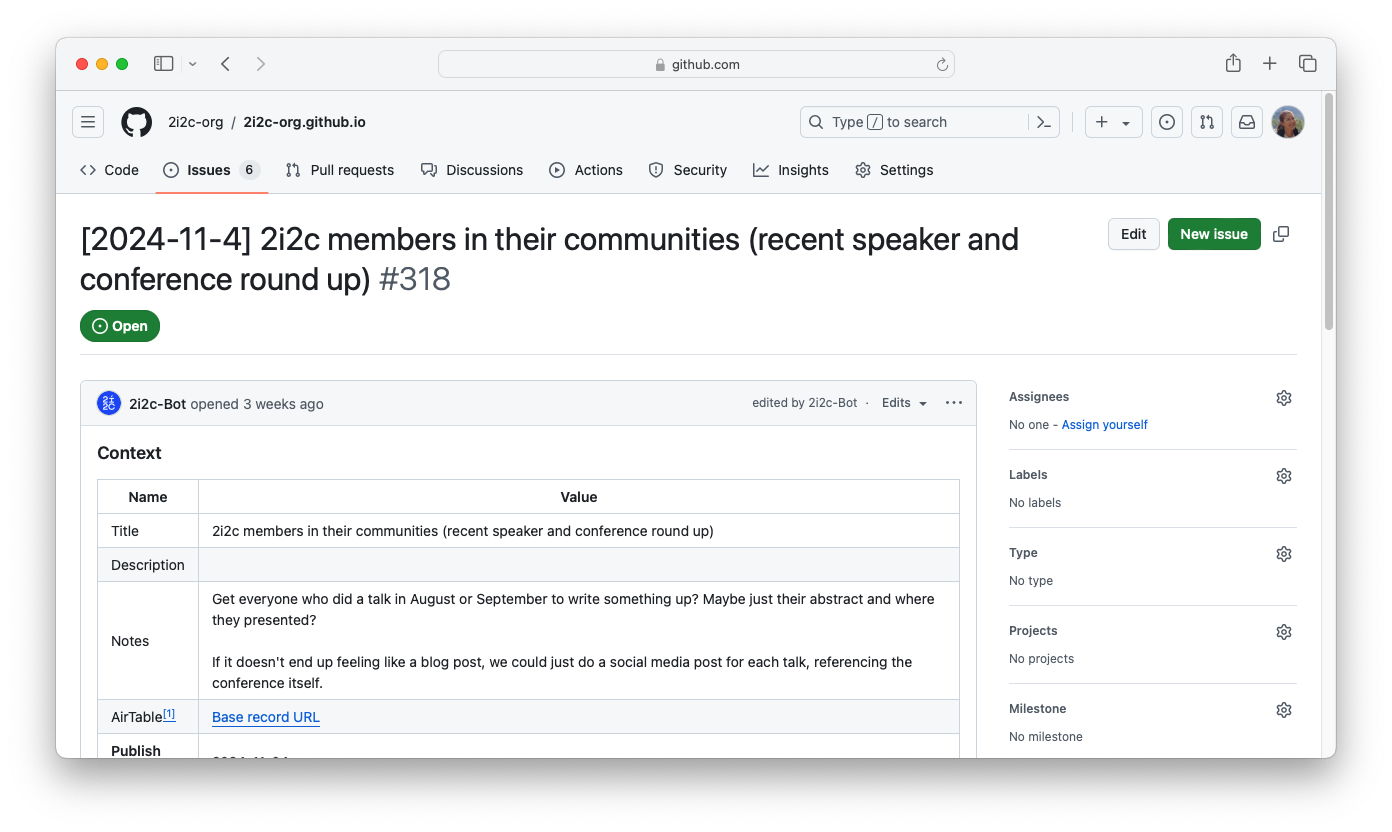 github.com
2i2c-org / 2i2c-org.github.io
Type / to search
Code
Issues 6
Pull requests
Discussions
Actions
Security
Insights
Settings
[2024-11-4] 2i2c members in their communities (recent speaker and
conference round up) #318
Edit
New issue
Open
2i2c-Bot opened 3 weeks ago
edited by 2i2c-Bot · Edits
Context
Name Value
Title 2i2c members in their communities (recent speaker and conference round up)
Description
Notes
Get everyone who did a talk in August or September to write something up? Maybe just their abstract and where
they presented?
If it doesn't end up feeling like a blog post, we could just do a social media post for each talk, referencing the
conference itself.
AirTable[1] Base record URL
Publish
Assignees
No one - Assign yourself
Labels
No labels
Type
No type
Projects
No projects
Milestone
No milestone